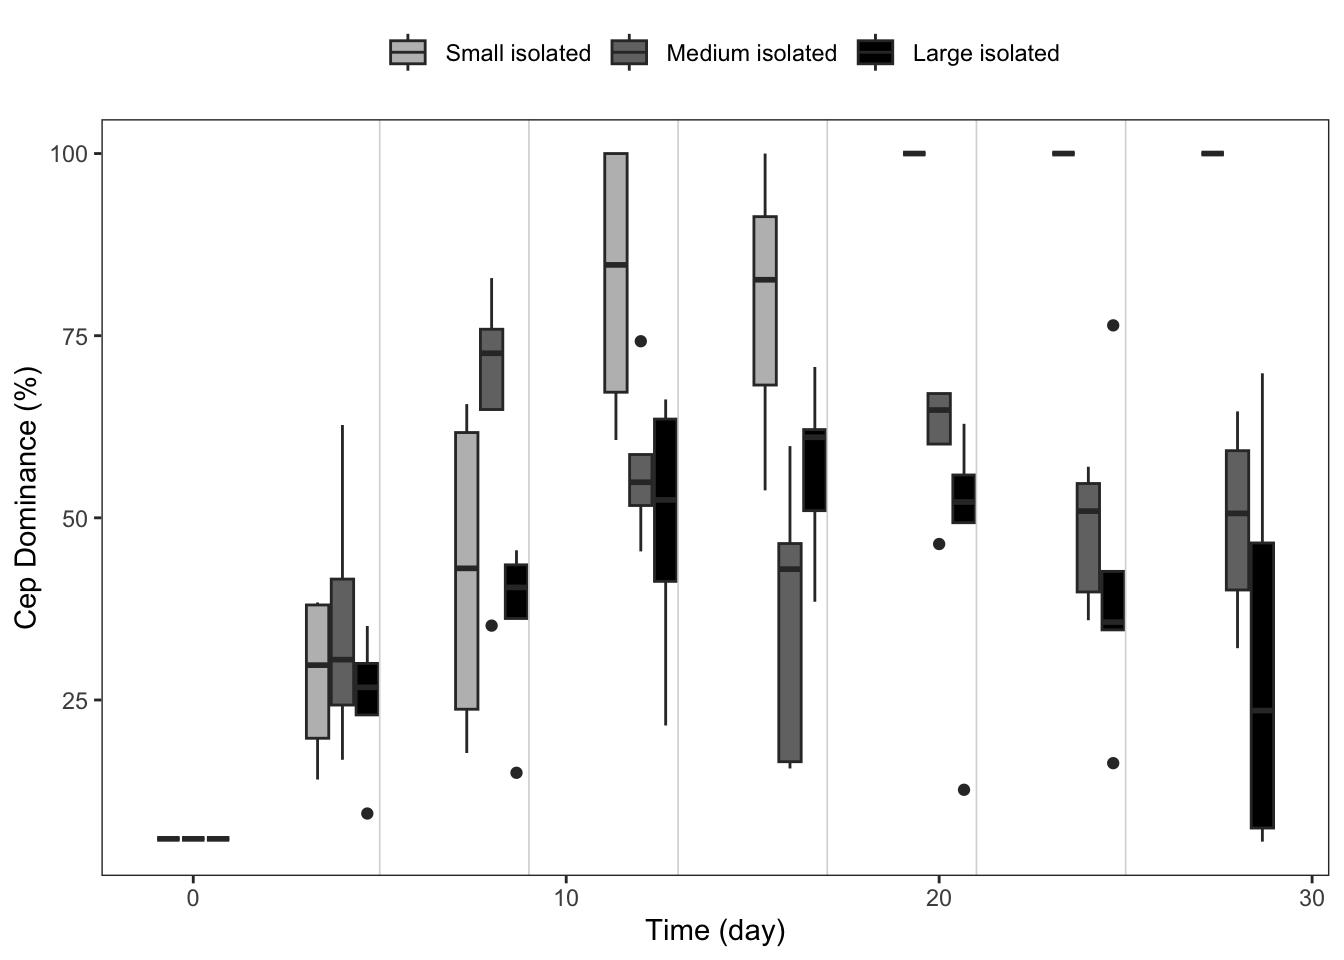 Small isolated Medium isolated Large isolated
100
75
50
25
Cep Dominance (%)
0 10 20 30
Time (day)